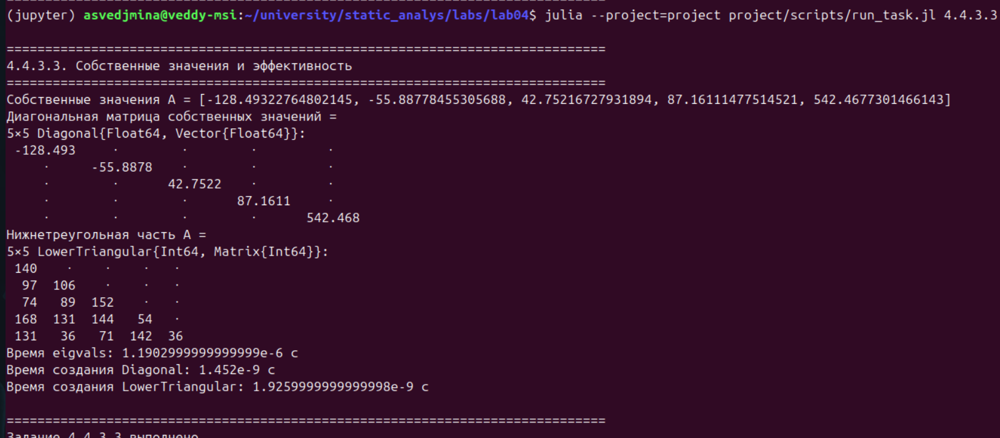 (jupyter) asvedjmina@veddy-msi:~/university/static_analys/labs/lab04$ julia --project=project project/scripts/run_task.jl 4.4.3.3
==============================================================================
4.4.3.3. Собственные значения и эффективность
==============================================================================
Собственные значения A = [-128.49322764802145, -55.88778455305688, 42.75216727931894, 87.16111477514521, 542.4677301466143]
Диагональная матрица собственных значений =
5×5 Diagonal{Float64, Vector{Float64}}:
 -128.493     ⋅         ⋅         ⋅          ⋅
     ⋅     -55.8878     ⋅         ⋅          ⋅
     ⋅         ⋅      42.7522     ⋅          ⋅
     ⋅         ⋅         ⋅     87.1611      ⋅
     ⋅         ⋅         ⋅         ⋅      542.468
Нижнетреугольная часть A =
5×5 LowerTriangular{Int64, Matrix{Int64}}:
 140    ⋅    ⋅    ⋅   ⋅
  97  106    ⋅    ⋅   ⋅
  74   89  152    ⋅   ⋅
 168  131  144   54   ⋅
 131   36   71  142  36
Время eigvals: 1.1902999999999999e-6 с
Время создания Diagonal: 1.452e-9 с
Время создания LowerTriangular: 1.9259999999999998e-9 с
==============================================================================
Задание 4.4.3.3 выполнено